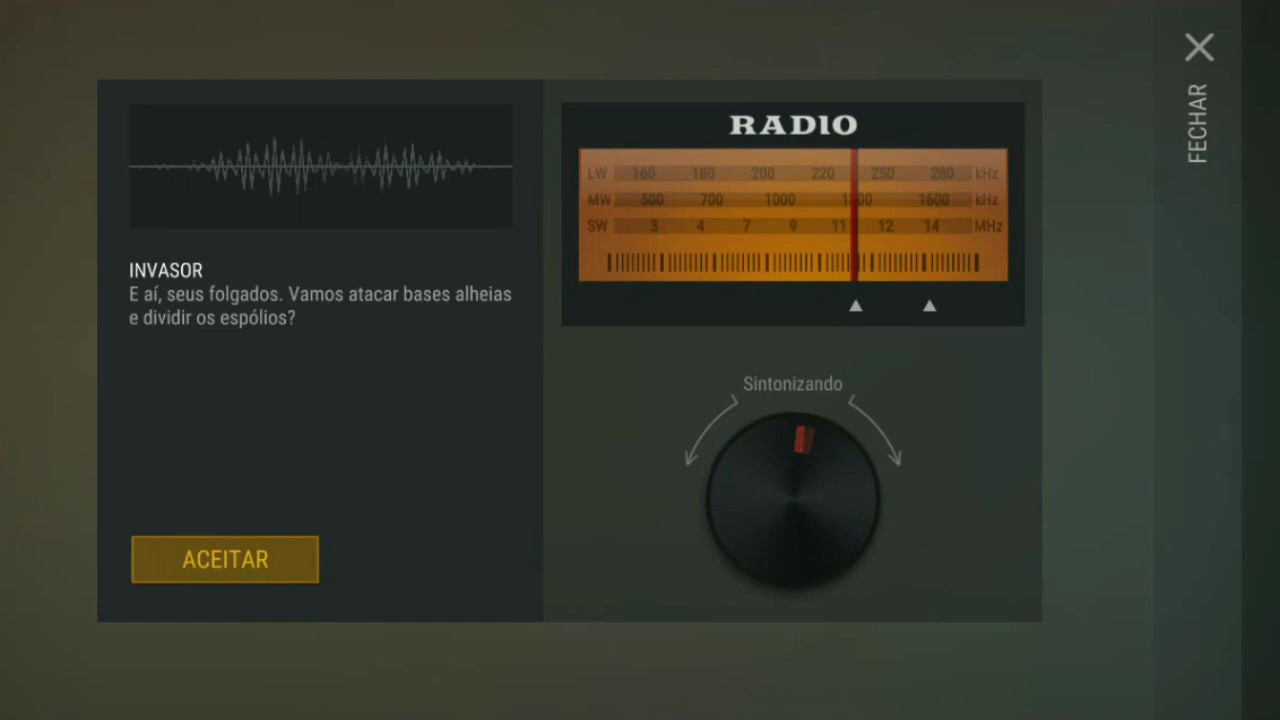 FECHAR
RADIO
LW 160 180 200 220 250 280 kHz
MW 500 700 1000 1600 kHz
SW 3 4 7 9 11 12 14 MHz
INVASOR
E aí, seus folgados. Vamos atacar bases alheias
e dividir os espólios?
Sintonizando
ACEITAR